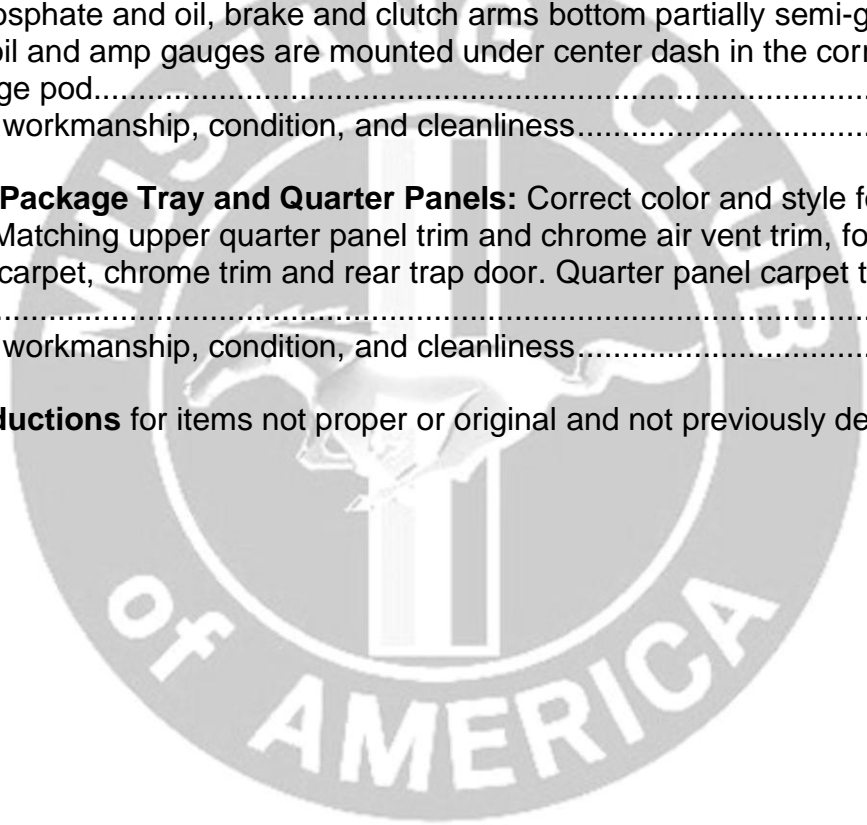 osphate and oil, brake and clutch arms bottom partially semi-g
oil and amp gauges are mounted under center dash in the corr
ge pod....................................................................................................
workmanship, condition, and cleanliness...................................
Package Tray and Quarter Panels: Correct color and style fo
Matching upper quarter panel trim and chrome air vent trim, fo
carpet, chrome trim and rear trap door. Quarter panel carpet t
..............................................................................................................
workmanship, condition, and cleanliness...................................
ductions for items not proper or original and not previously de
MUSTANG CLUB
of AMERICA